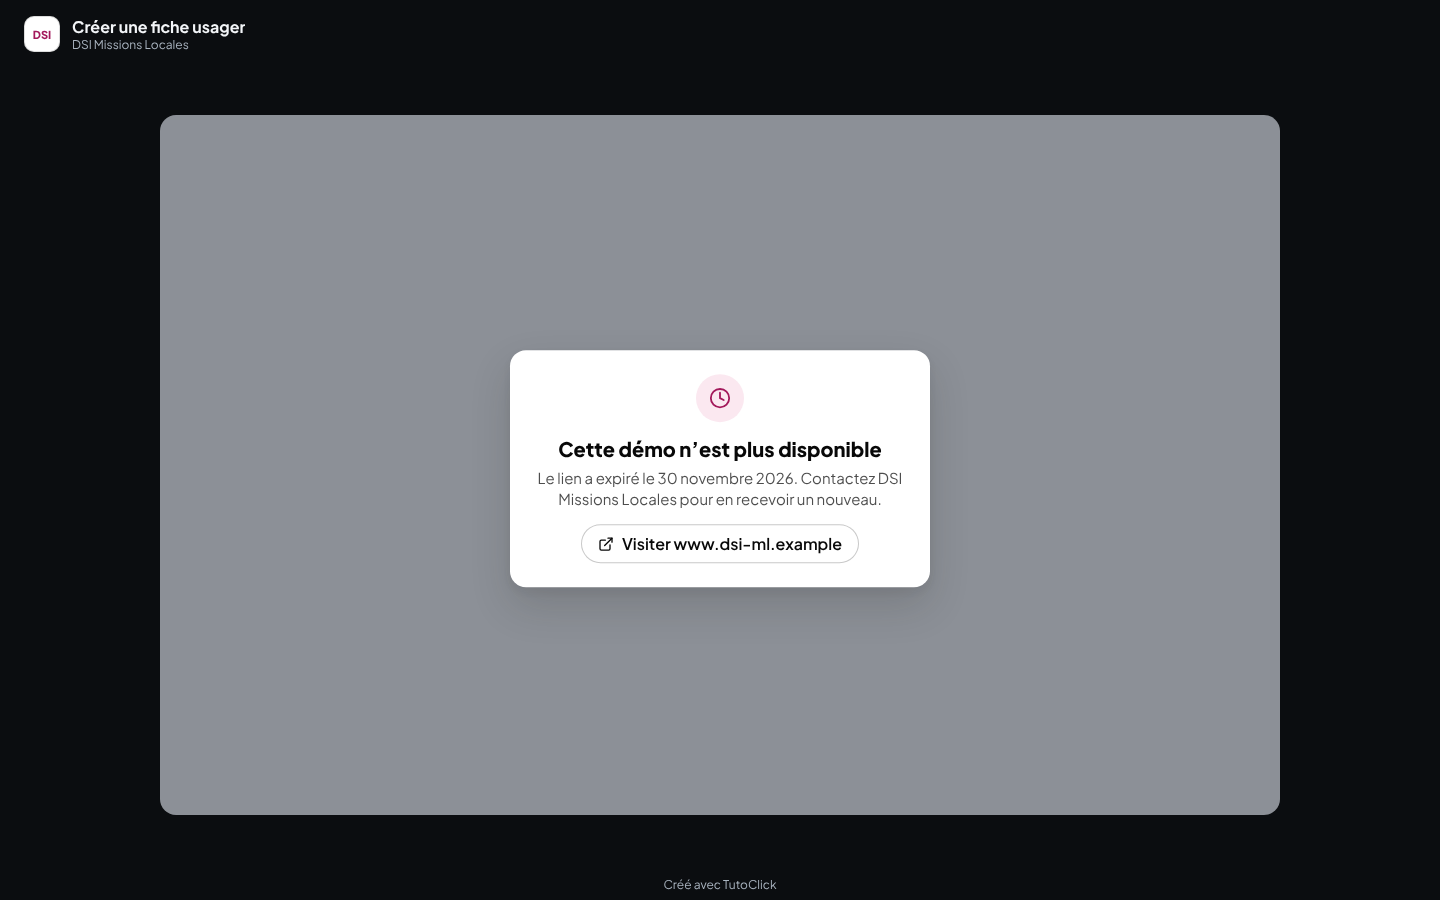 DSI
Créer une fiche usager
DSI Missions Locales
Cette démo n’est plus disponible
Le lien a expiré le 30 novembre 2026. Contactez DSI
Missions Locales pour en recevoir un nouveau.
Visiter www.dsi-ml.example
Créé avec TutoClick